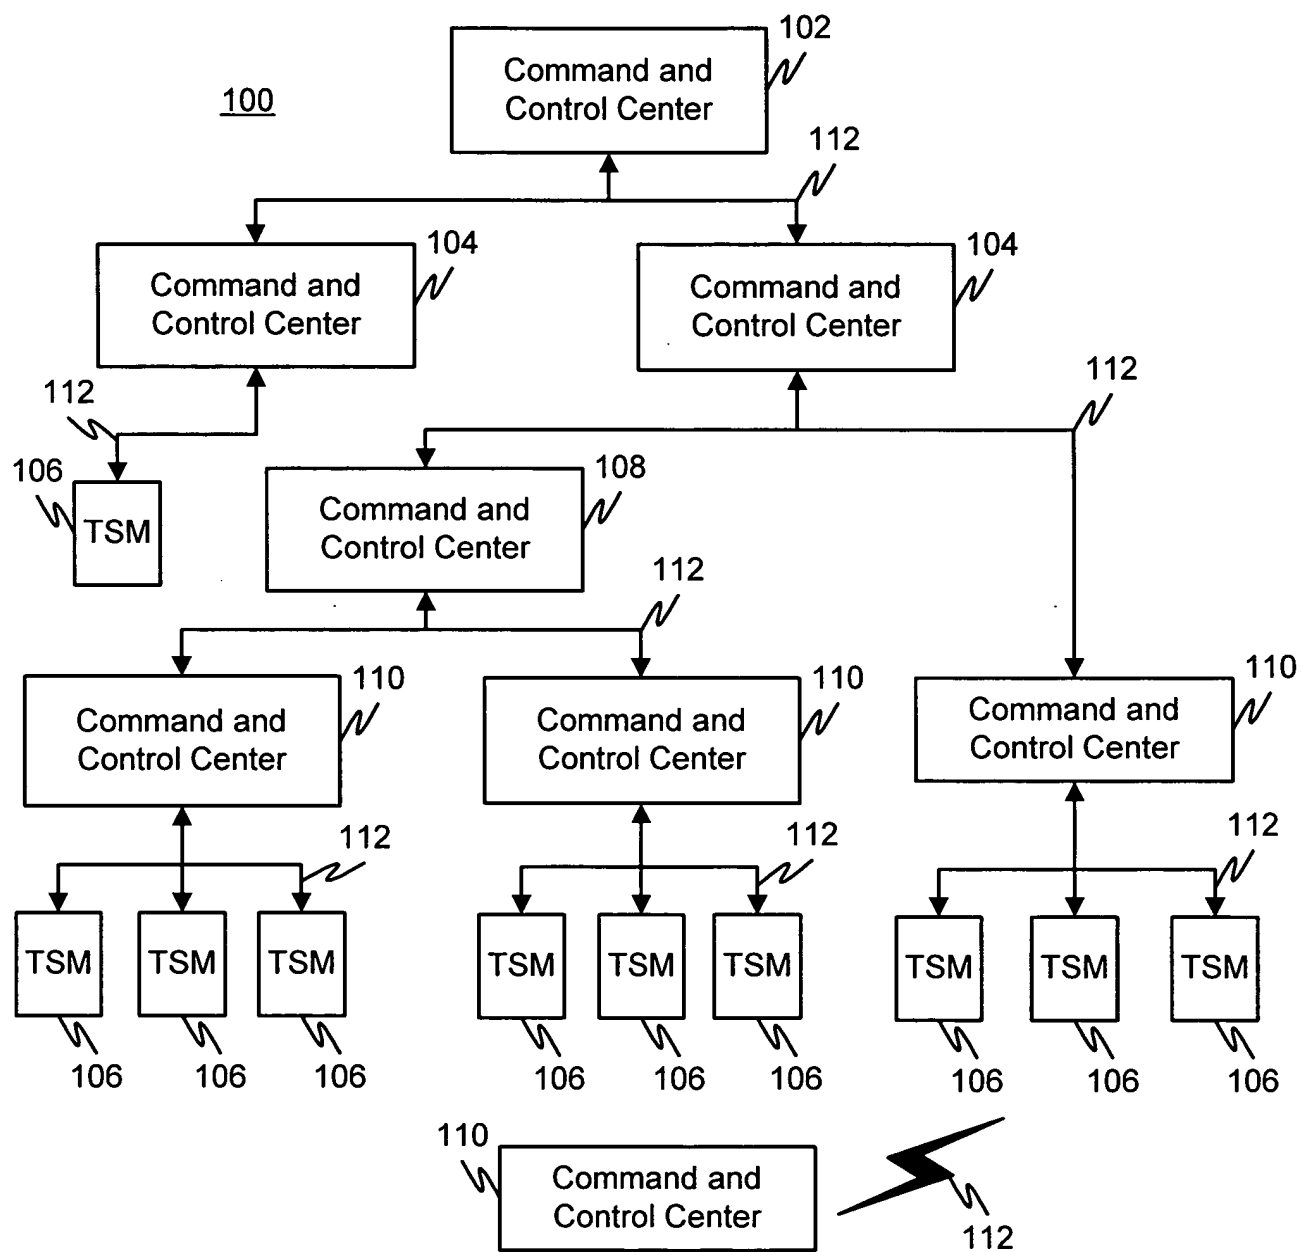 102
Command and
Control Center
100
112
104
104
Command and
Control Center
Command and
Control Center
112
112
106
TSM
108
Command and
Control Center
112
110
110
110
Command and
Control Center
Command and
Control Center
Command and
Control Center
112
112
112
TSM
TSM
TSM
TSM
TSM
TSM
TSM
TSM
TSM
106
106
106
106
106
106
106
106
106
110
Command and
Control Center
112